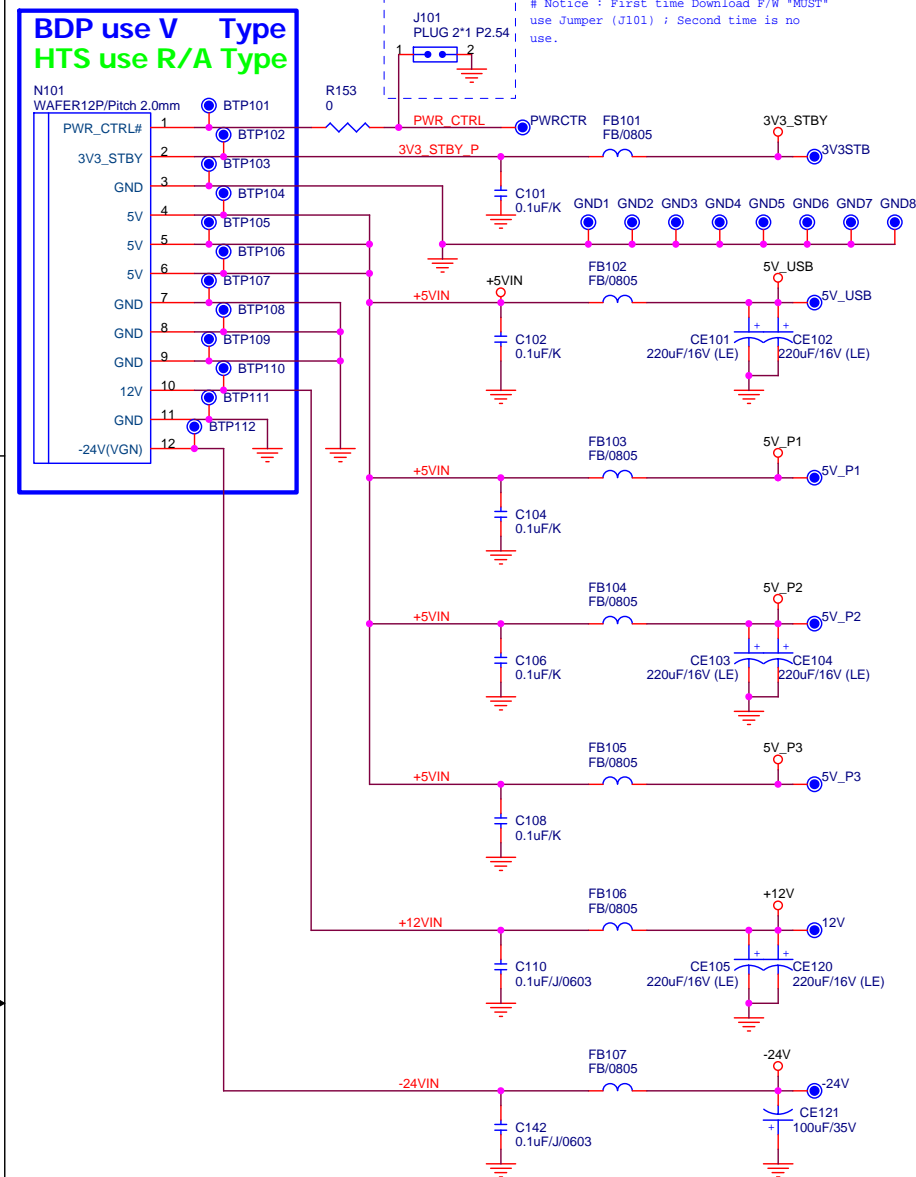 # Notice : First time Download F/W "MUST"
use Jumper (J101) ; Second time is no
use.
BDP use V Type
HTS use R/A Type
J101
PLUG 2*1 P2.54
1 2
N101
WAFER12P/Pitch 2.0mm
PWR_CTRL# 1
3V3_STBY 2
GND 3
5V 4
5V 5
5V 6
GND 7
GND 8
GND 9
12V 10
GND 11
-24V(VGN) 12
BTP101
BTP102
BTP103
BTP104
BTP105
BTP106
BTP107
BTP108
BTP109
BTP110
BTP111
BTP112
R153
0
PWR_CTRL
PWRCTR
3V3_STBY_P
FB101
FB/0805
3V3_STBY
3V3STB
C101
0.1uF/K
GND1 GND2 GND3 GND4 GND5 GND6 GND7 GND8
+5VIN
+5VIN
FB102
FB/0805
5V_USB
5V_USB
C102
0.1uF/K
CE101
220uF/16V (LE)
+
+
CE102
220uF/16V (LE)
+5VIN
FB103
FB/0805
5V_P1
5V_P1
C104
0.1uF/K
+5VIN
FB104
FB/0805
5V_P2
5V_P2
C106
0.1uF/K
CE103
220uF/16V (LE)
+
+
CE104
220uF/16V (LE)
+5VIN
FB105
FB/0805
5V_P3
5V_P3
C108
0.1uF/K
+12VIN
FB106
FB/0805
+12V
12V
C110
0.1uF/J/0603
CE105
220uF/16V (LE)
+
+
CE120
220uF/16V (LE)
-24VIN
FB107
FB/0805
-24V
-24V
C142
0.1uF/J/0603
+
CE121
100uF/35V